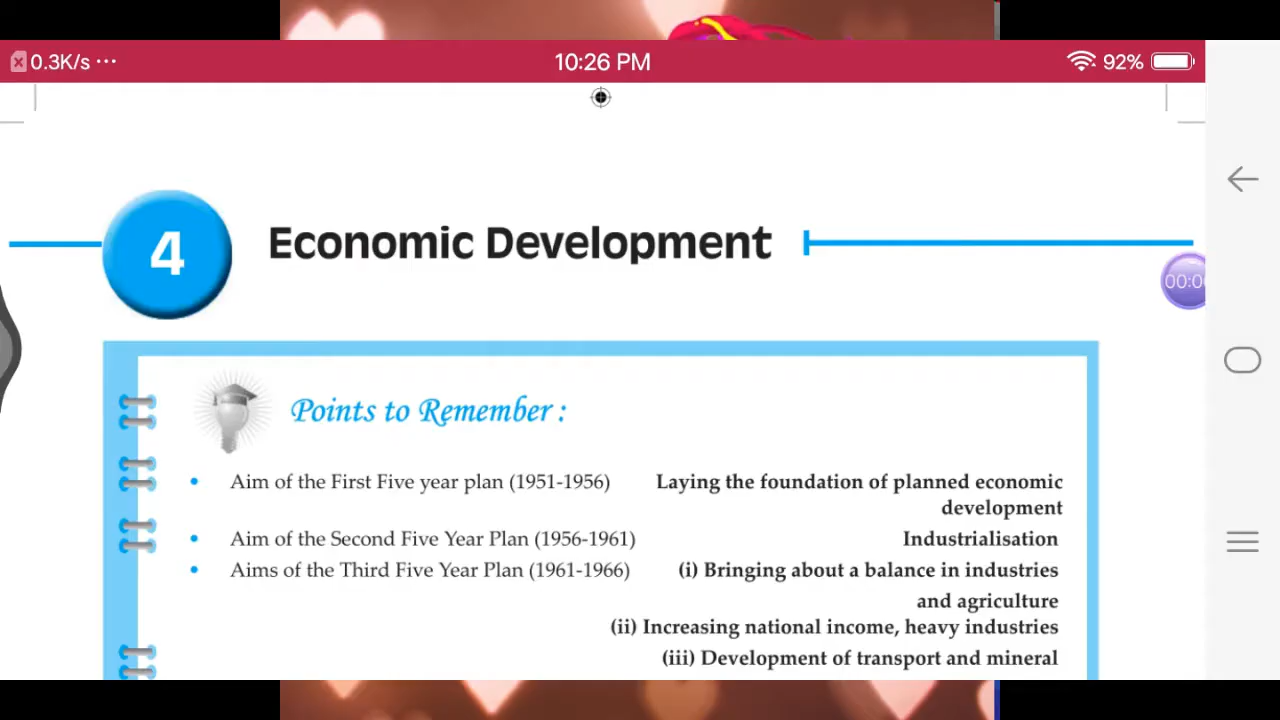 0.3K/s ···
10:26 PM
92%
4
Economic Development
Points to Remember :
• Aim of the First Five year plan (1951-1956) Laying the foundation of planned economic
development
• Aim of the Second Five Year Plan (1956-1961) Industrialisation
• Aims of the Third Five Year Plan (1961-1966) (i) Bringing about a balance in industries
and agriculture
(ii) Increasing national income, heavy industries
(iii) Development of transport and mineral